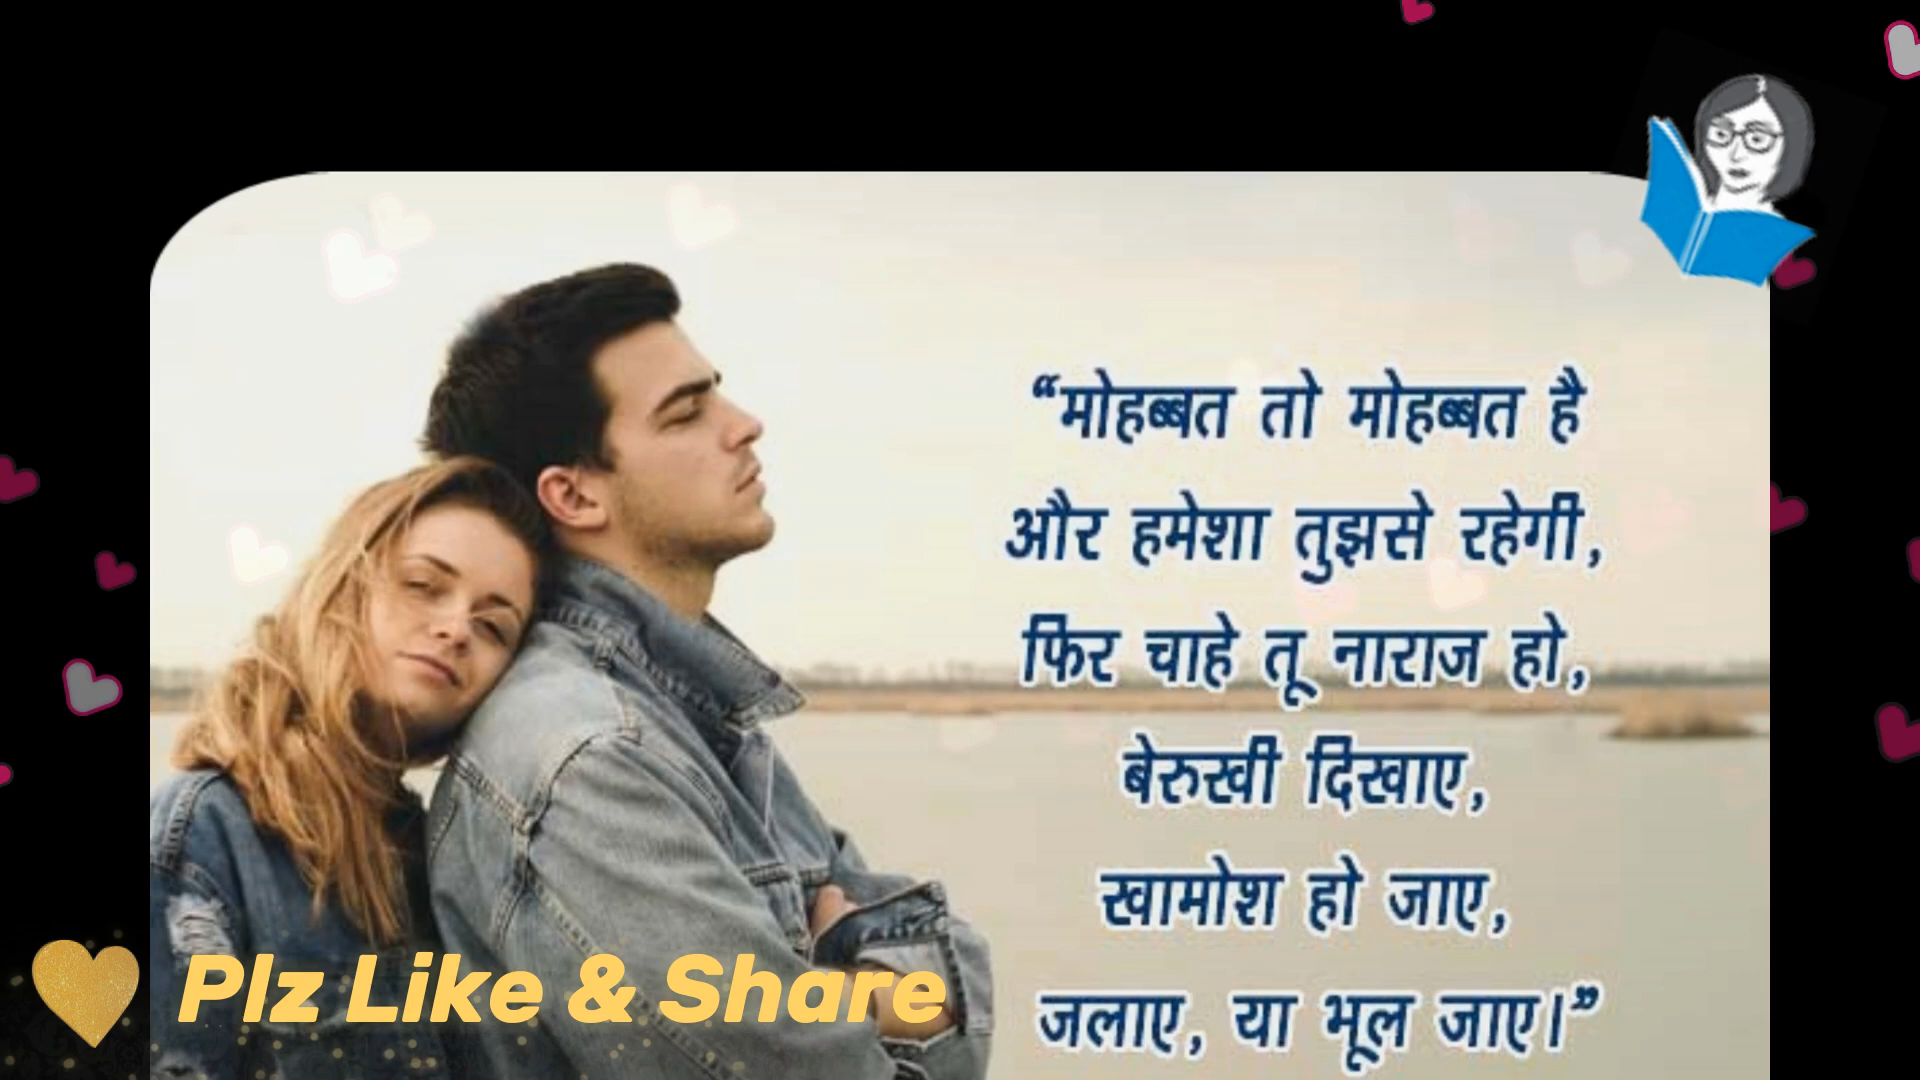 “मोहब्बत तो मोहब्बत है
और हमेशा तुझसे रहेगी,
फिर चाहे तू नाराज हो,
बेरुखी दिखाए,
खामोश हो जाए,
जलाए, या भूल जाए।”
Plz Like & Share